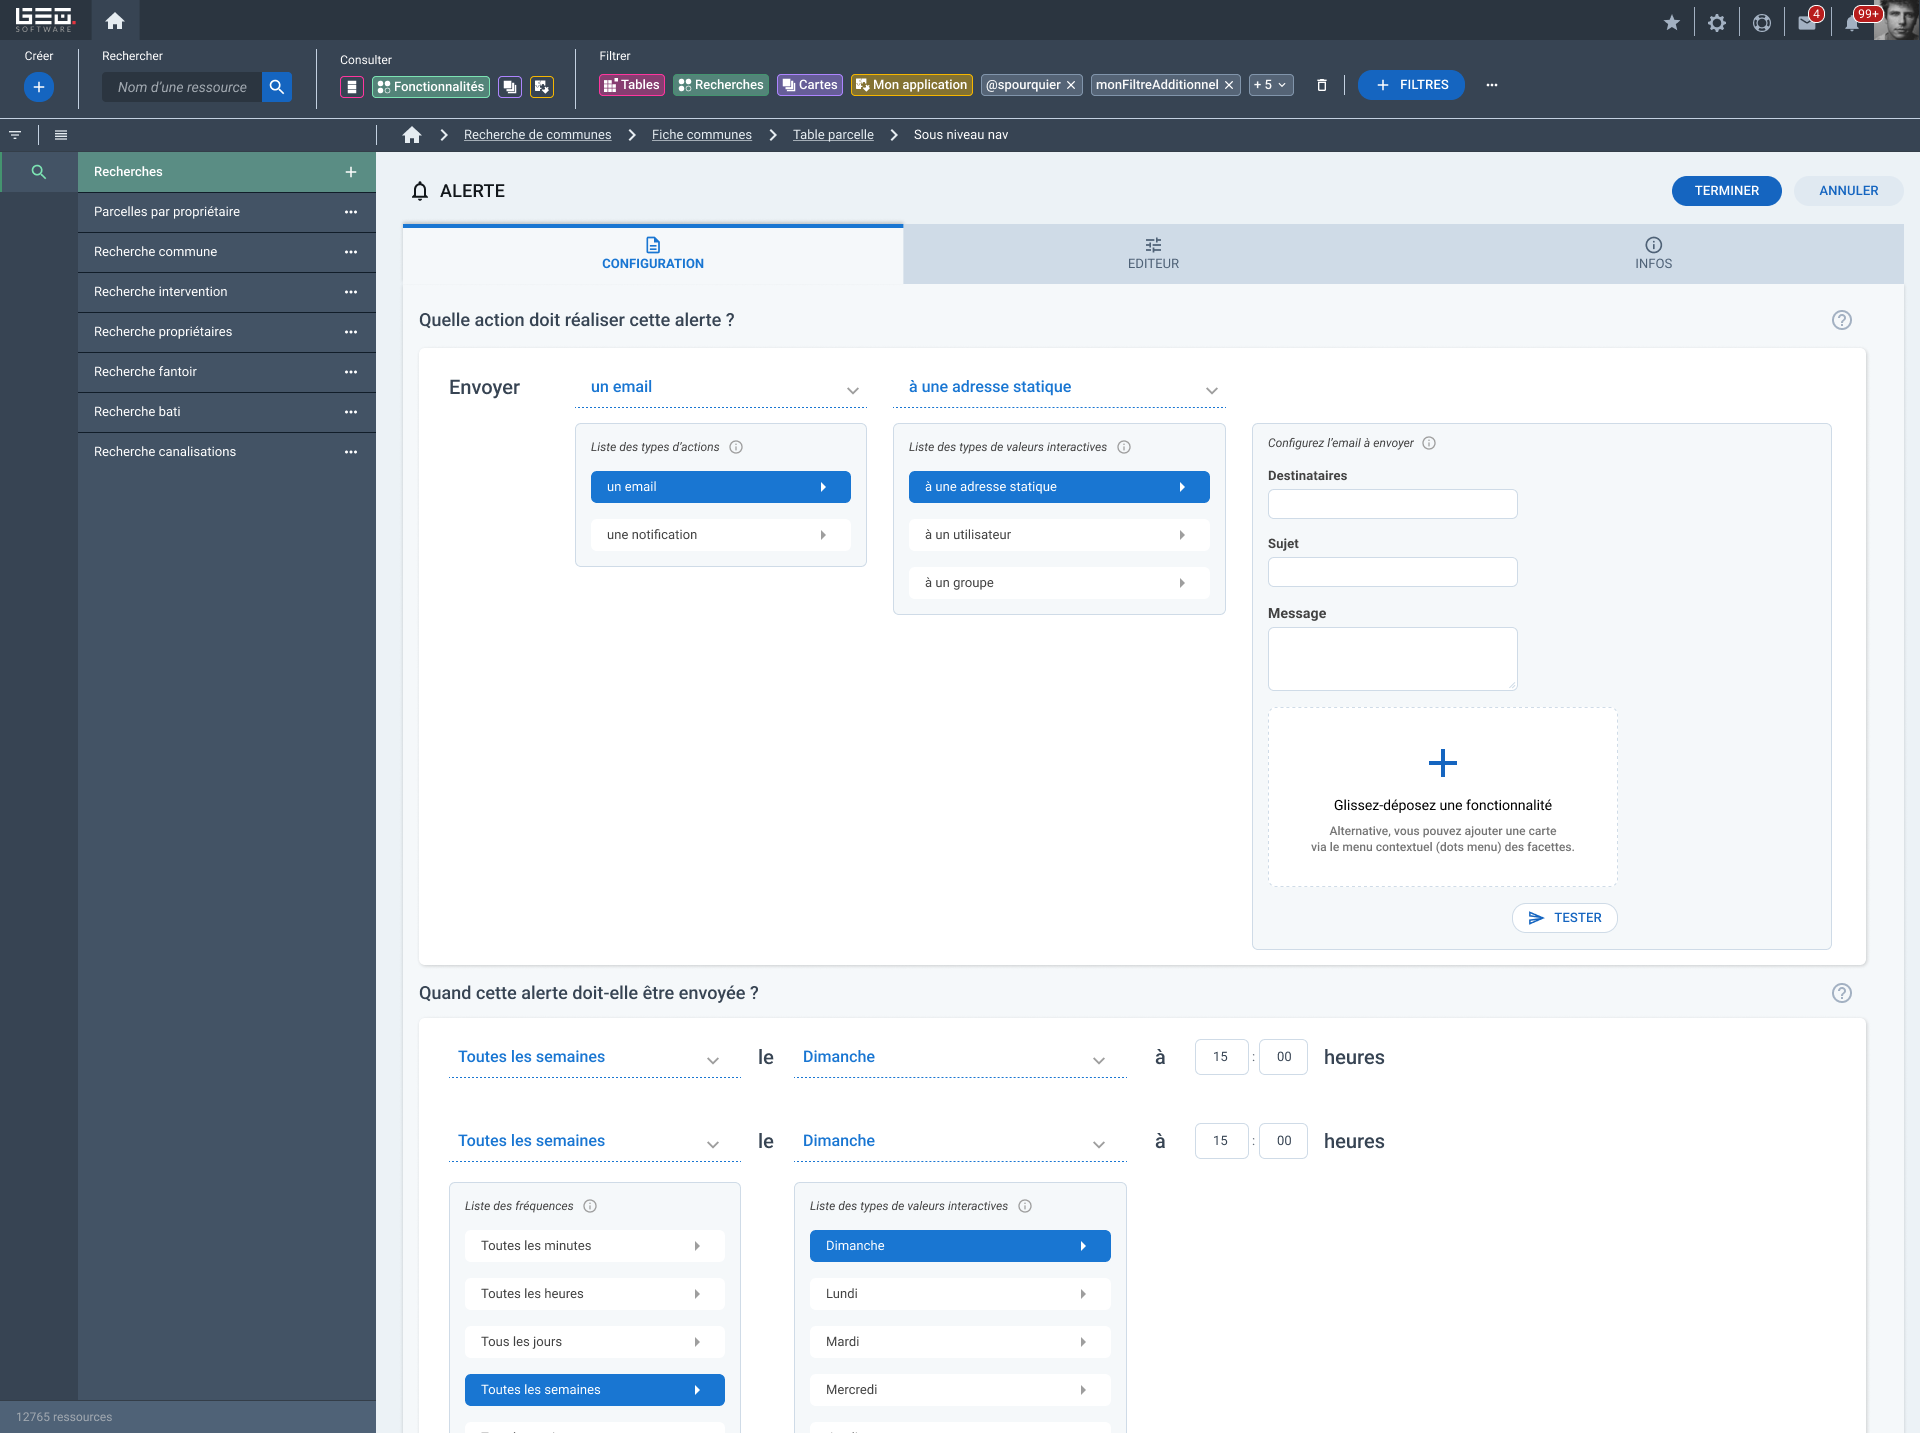 GEO.
SOFTWARE
4
99+
Créer
Rechercher
Nom d'une ressource
Consulter
Fonctionnalités
Filtrer
Tables
Recherches
Cartes
Mon application
@spourquier
monFiltreAdditionnel
+ 5
FILTRES
Recherche de communes
Fiche communes
Table parcelle
Sous niveau nav
Recherches
Parcelles par propriétaire
Recherche commune
Recherche intervention
Recherche propriétaires
Recherche fantoir
Recherche bati
Recherche canalisations
12765 ressources
ALERTE
TERMINER
ANNULER
CONFIGURATION
EDITEUR
INFOS
Quelle action doit réaliser cette alerte ?
Envoyer
un email
à une adresse statique
Liste des types d'actions
un email
une notification
Liste des types de valeurs interactives
à une adresse statique
à un utilisateur
à un groupe
Configurez l'email à envoyer
Destinataires
Sujet
Message
Glissez-déposez une fonctionnalité
Alternative, vous pouvez ajouter une carte
via le menu contextuel (dots menu) des facettes.
TESTER
Quand cette alerte doit-elle être envoyée ?
Toutes les semaines le Dimanche à 15 : 00 heures
Toutes les semaines le Dimanche à 15 : 00 heures
Liste des fréquences
Toutes les minutes
Toutes les heures
Tous les jours
Toutes les semaines
Liste des types de valeurs interactives
Dimanche
Lundi
Mardi
Mercredi